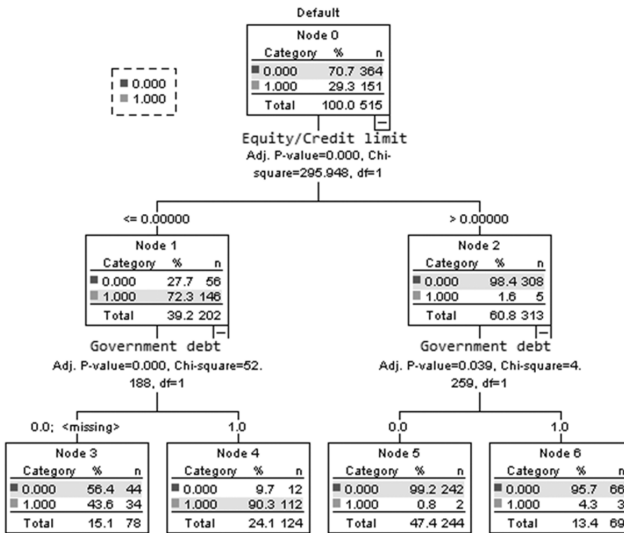 Default
Node 0
Category % n
0.000 70.7 364
1.000 29.3 151
Total 100.0 515
0.000
1.000
Equity/Credit limit
Adj. P-value=0.000, Chi-
square=295.948, df=1
<= 0.00000
> 0.00000
Node 1
Category % n
0.000 27.7 56
1.000 72.3 146
Total 39.2 202
Node 2
Category % n
0.000 98.4 308
1.000 1.6 5
Total 60.8 313
Government debt
Adj. P-value=0.000, Chi-square=52.
188, df=1
Government debt
Adj. P-value=0.039, Chi-square=4.
259, df=1
0.0; <missing>
1.0
0.0
1.0
Node 3
Category % n
0.000 56.4 44
1.000 43.6 34
Total 15.1 78
Node 4
Category % n
0.000 9.7 12
1.000 90.3 112
Total 24.1 124
Node 5
Category % n
0.000 99.2 242
1.000 0.8 2
Total 47.4 244
Node 6
Category % n
0.000 95.7 66
1.000 4.3 3
Total 13.4 69